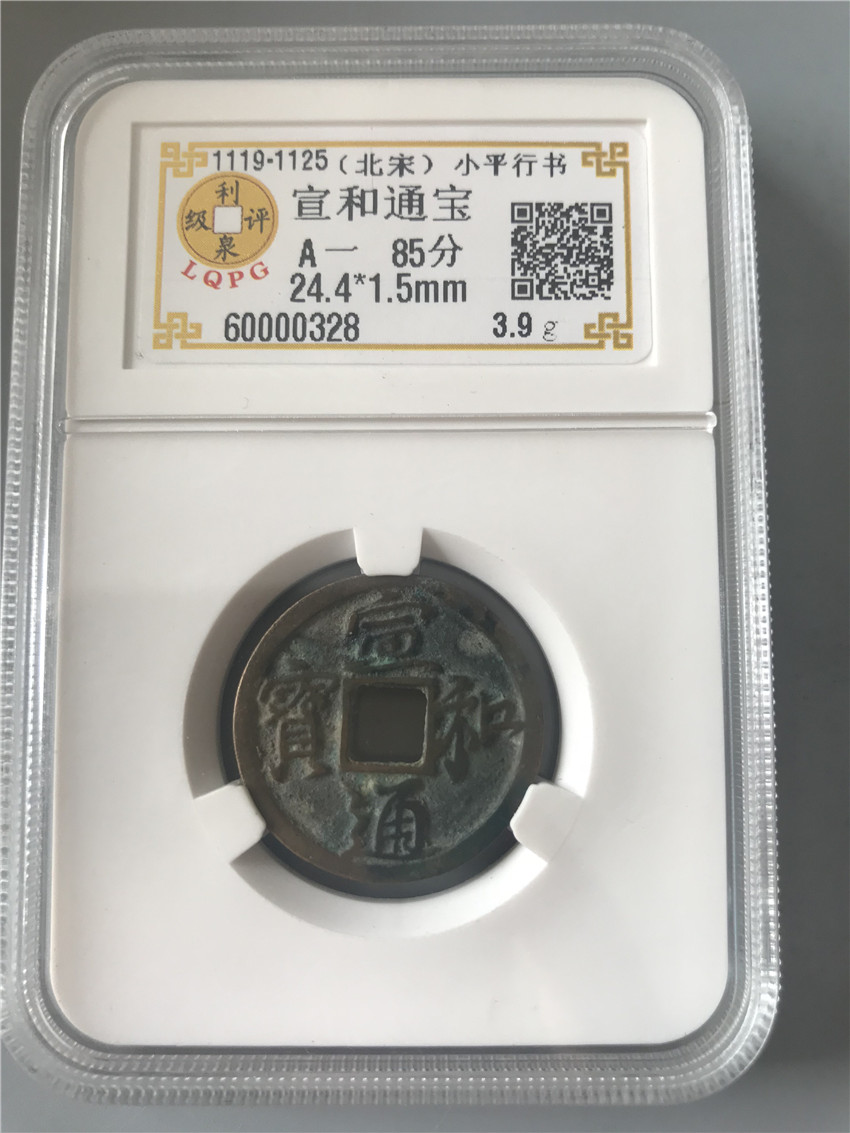 1119-1125（北宋）小平行书
利泉评级
LQPG
宣和通宝
A一 85分
24.4*1.5mm
60000328 3.9 g
宣和通寶